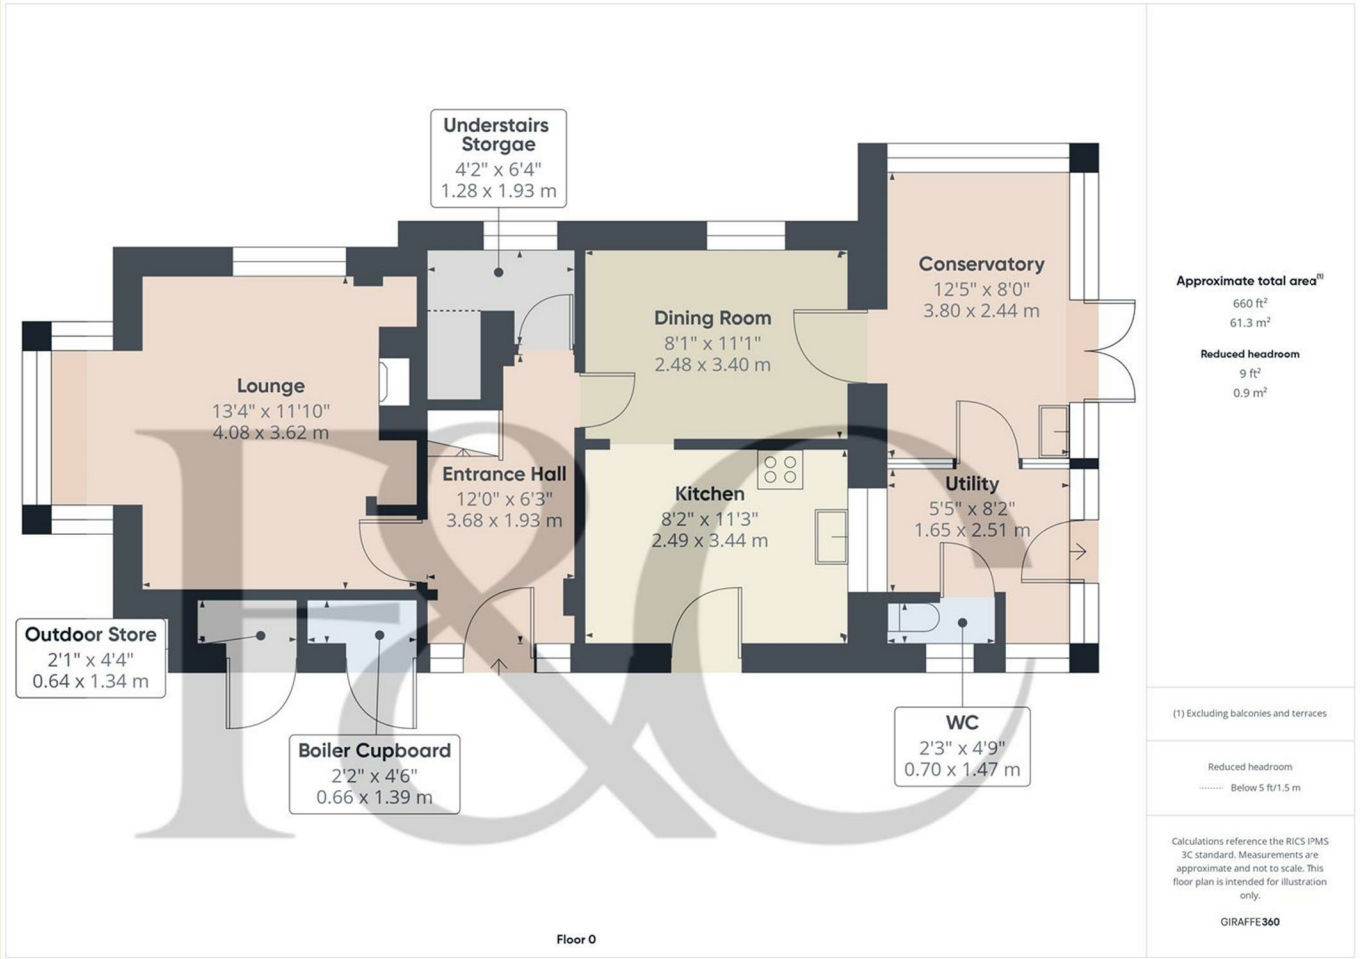 Understairs
Storgae
4'2" x 6'4"
1.28 x 1.93 m
Conservatory
12'5" x 8'0"
3.80 x 2.44 m
Dining Room
8'1" x 11'1"
2.48 x 3.40 m
Lounge
13'4" x 11'10"
4.08 x 3.62 m
Entrance Hall
12'0" x 6'3"
3.68 x 1.93 m
Kitchen
8'2" x 11'3"
2.49 x 3.44 m
Utility
5'5" x 8'2"
1.65 x 2.51 m
Outdoor Store
2'1" x 4'4"
0.64 x 1.34 m
Boiler Cupboard
2'2" x 4'6"
0.66 x 1.39 m
WC
2'3" x 4'9"
0.70 x 1.47 m
F&C
Floor 0
Approximate total area(1)
660 ft²
61.3 m²
Reduced headroom
9 ft²
0.9 m²
(1) Excluding balconies and terraces
Reduced headroom
Below 5 ft/1.5 m
Calculations reference the RICS IPMS
3C standard. Measurements are
approximate and not to scale. This
floor plan is intended for illustration
only.
GIRAFFE360